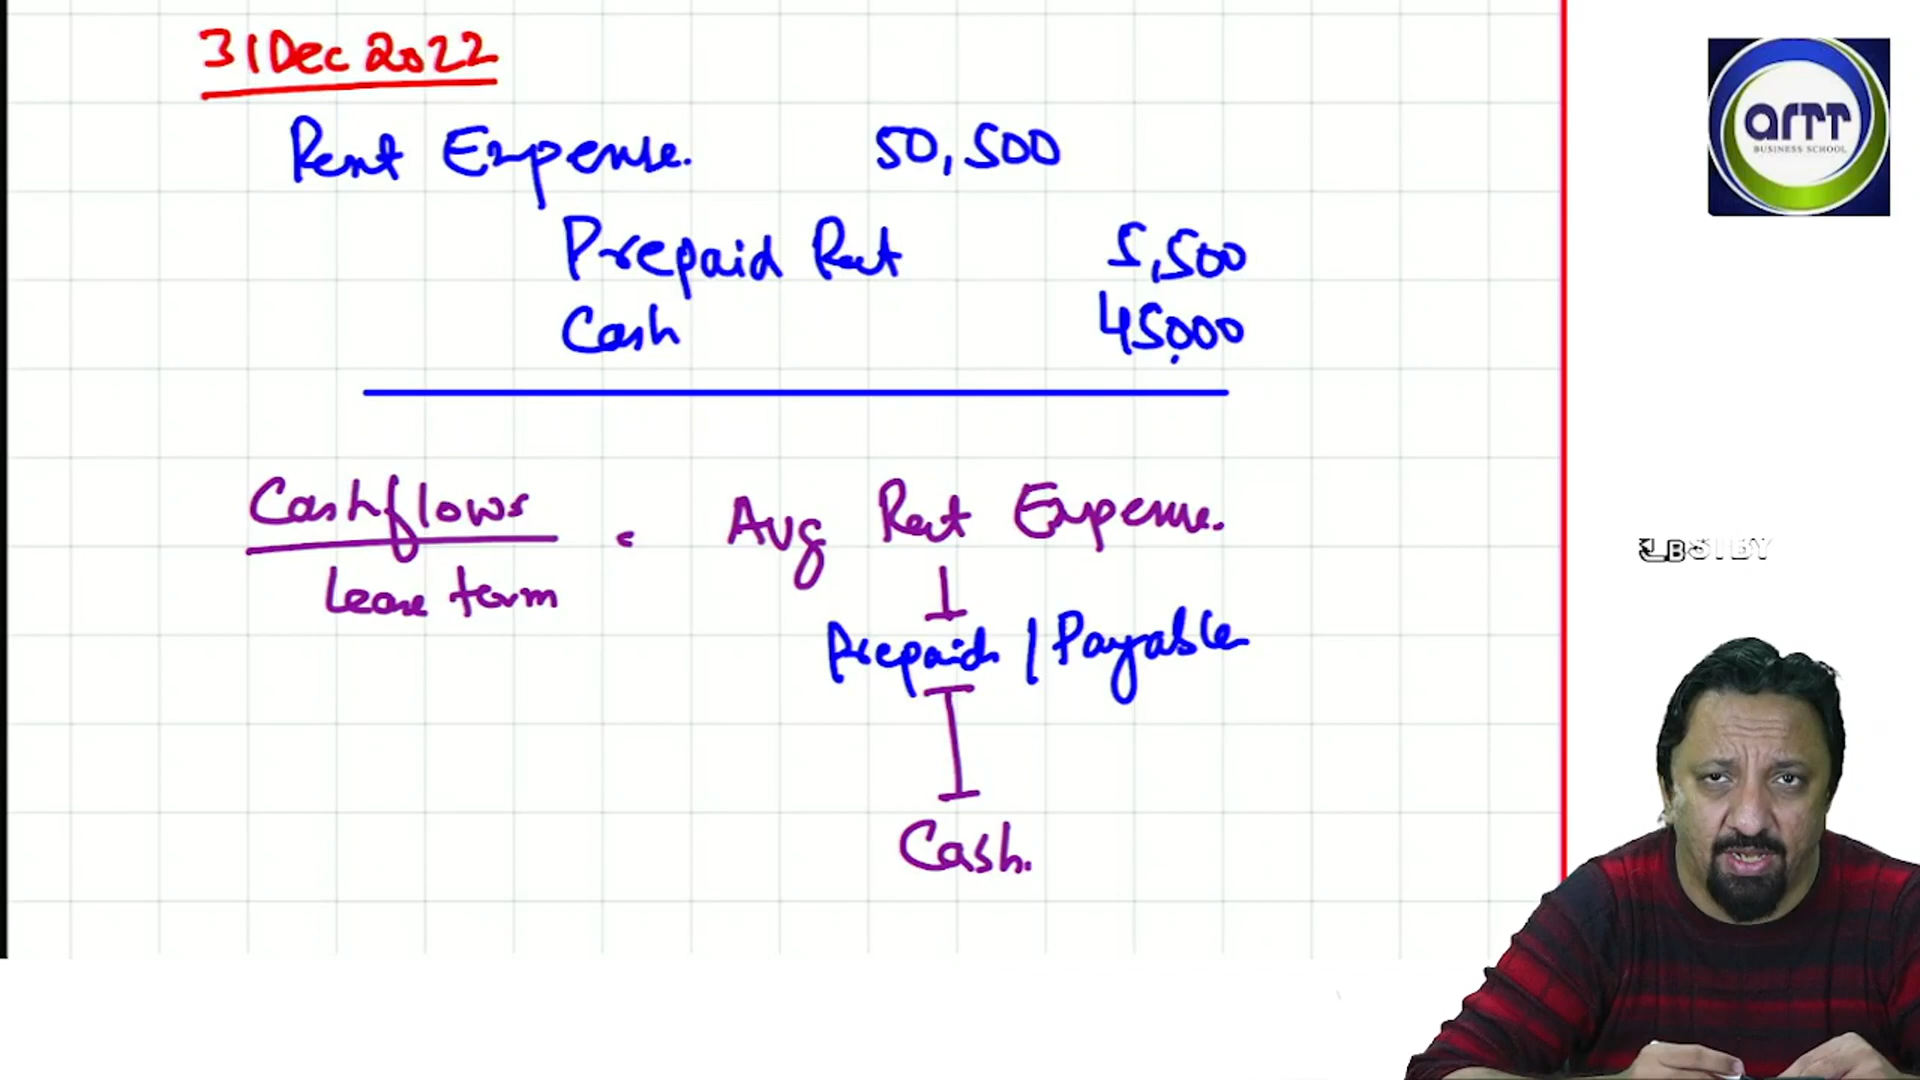 31 Dec 2022
Rent Expense. 50,500
Prepaid Rent 5,500
Cash 45,000
Cashflows
Lease term
= Avg Rent Expense.
Prepaid / Payable
Cash.
artt
BUSINESS SCHOOL